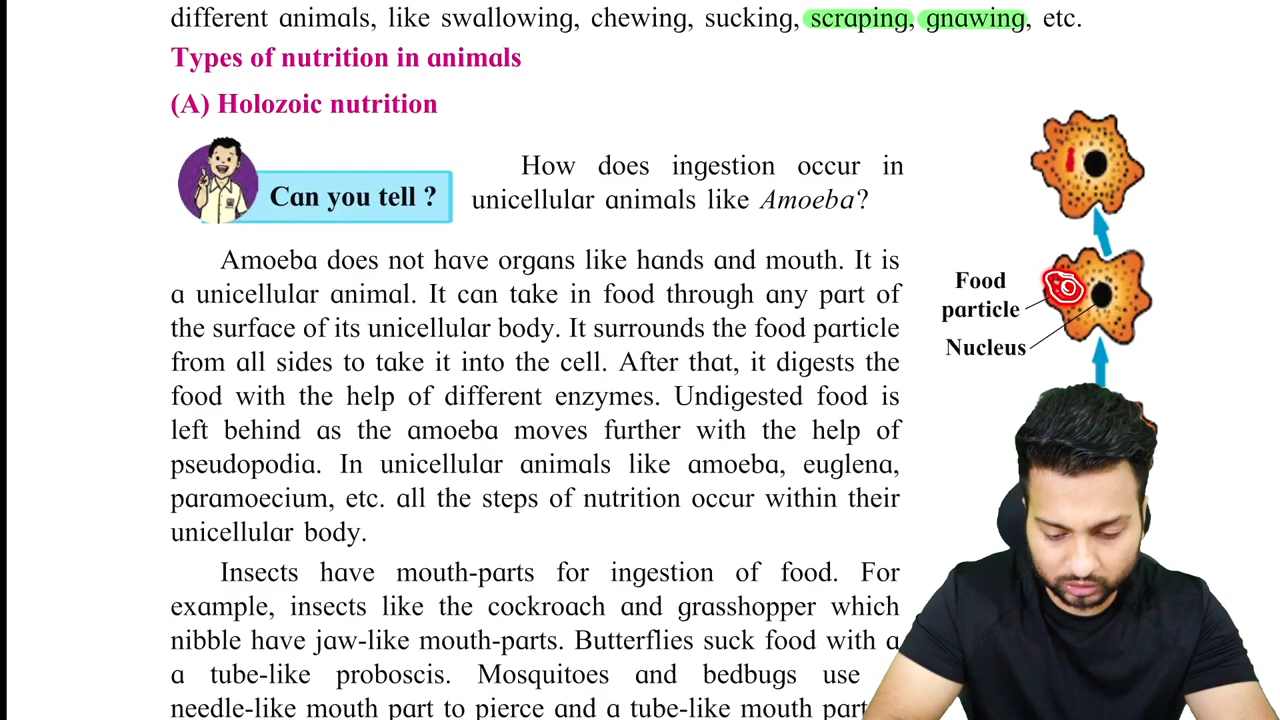 different animals, like swallowing, chewing, sucking, scraping, gnawing, etc.
Types of nutrition in animals
(A) Holozoic nutrition
Can you tell ?
How does ingestion occur in
unicellular animals like Amoeba?
Amoeba does not have organs like hands and mouth. It is
a unicellular animal. It can take in food through any part of
the surface of its unicellular body. It surrounds the food particle
from all sides to take it into the cell. After that, it digests the
food with the help of different enzymes. Undigested food is
left behind as the amoeba moves further with the help of
pseudopodia. In unicellular animals like amoeba, euglena,
paramoecium, etc. all the steps of nutrition occur within their
unicellular body.
Insects have mouth-parts for ingestion of food. For
example, insects like the cockroach and grasshopper which
nibble have jaw-like mouth-parts. Butterflies suck food with a
a tube-like proboscis. Mosquitoes and bedbugs use
needle-like mouth part to pierce and a tube-like mouth part
Food
particle
Nucleus